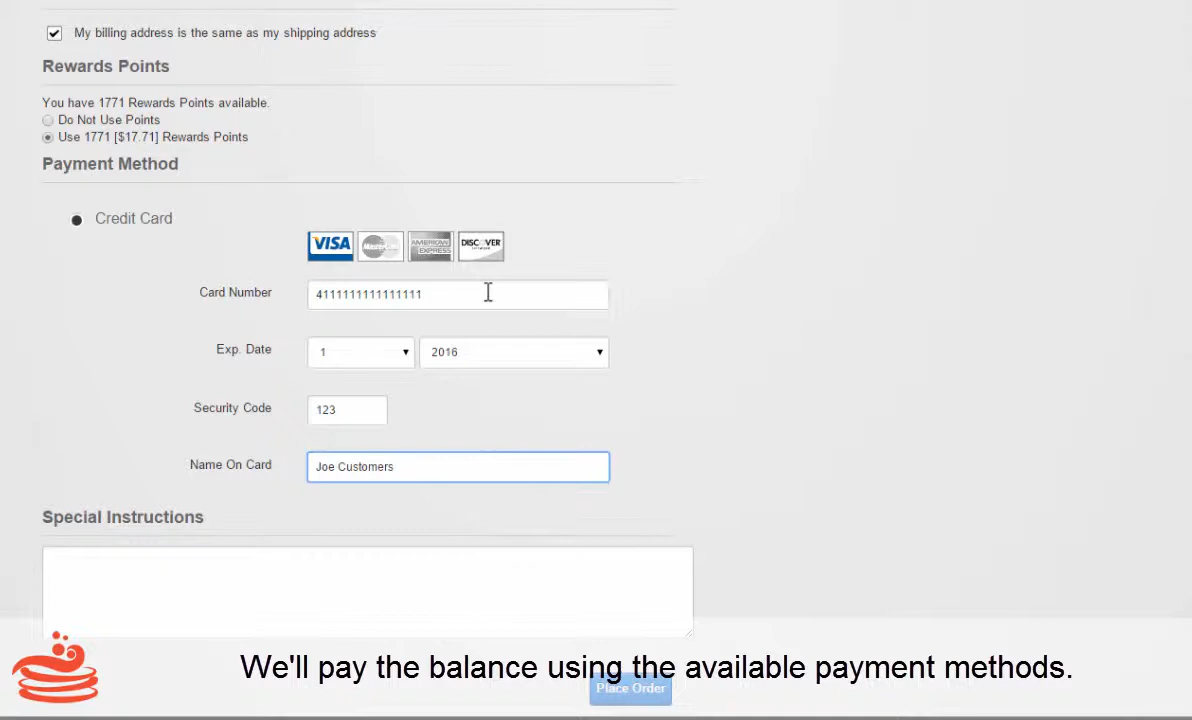 My billing address is the same as my shipping address
Rewards Points
You have 1771 Rewards Points available.
Do Not Use Points
Use 1771 [$17.71] Rewards Points
Payment Method
Credit Card
VISA MasterCard AMERICAN EXPRESS DISCOVER
Card Number 4111111111111111
Exp. Date 1 2016
Security Code 123
Name On Card Joe Customers
Special Instructions
We'll pay the balance using the available payment methods.
Place Order